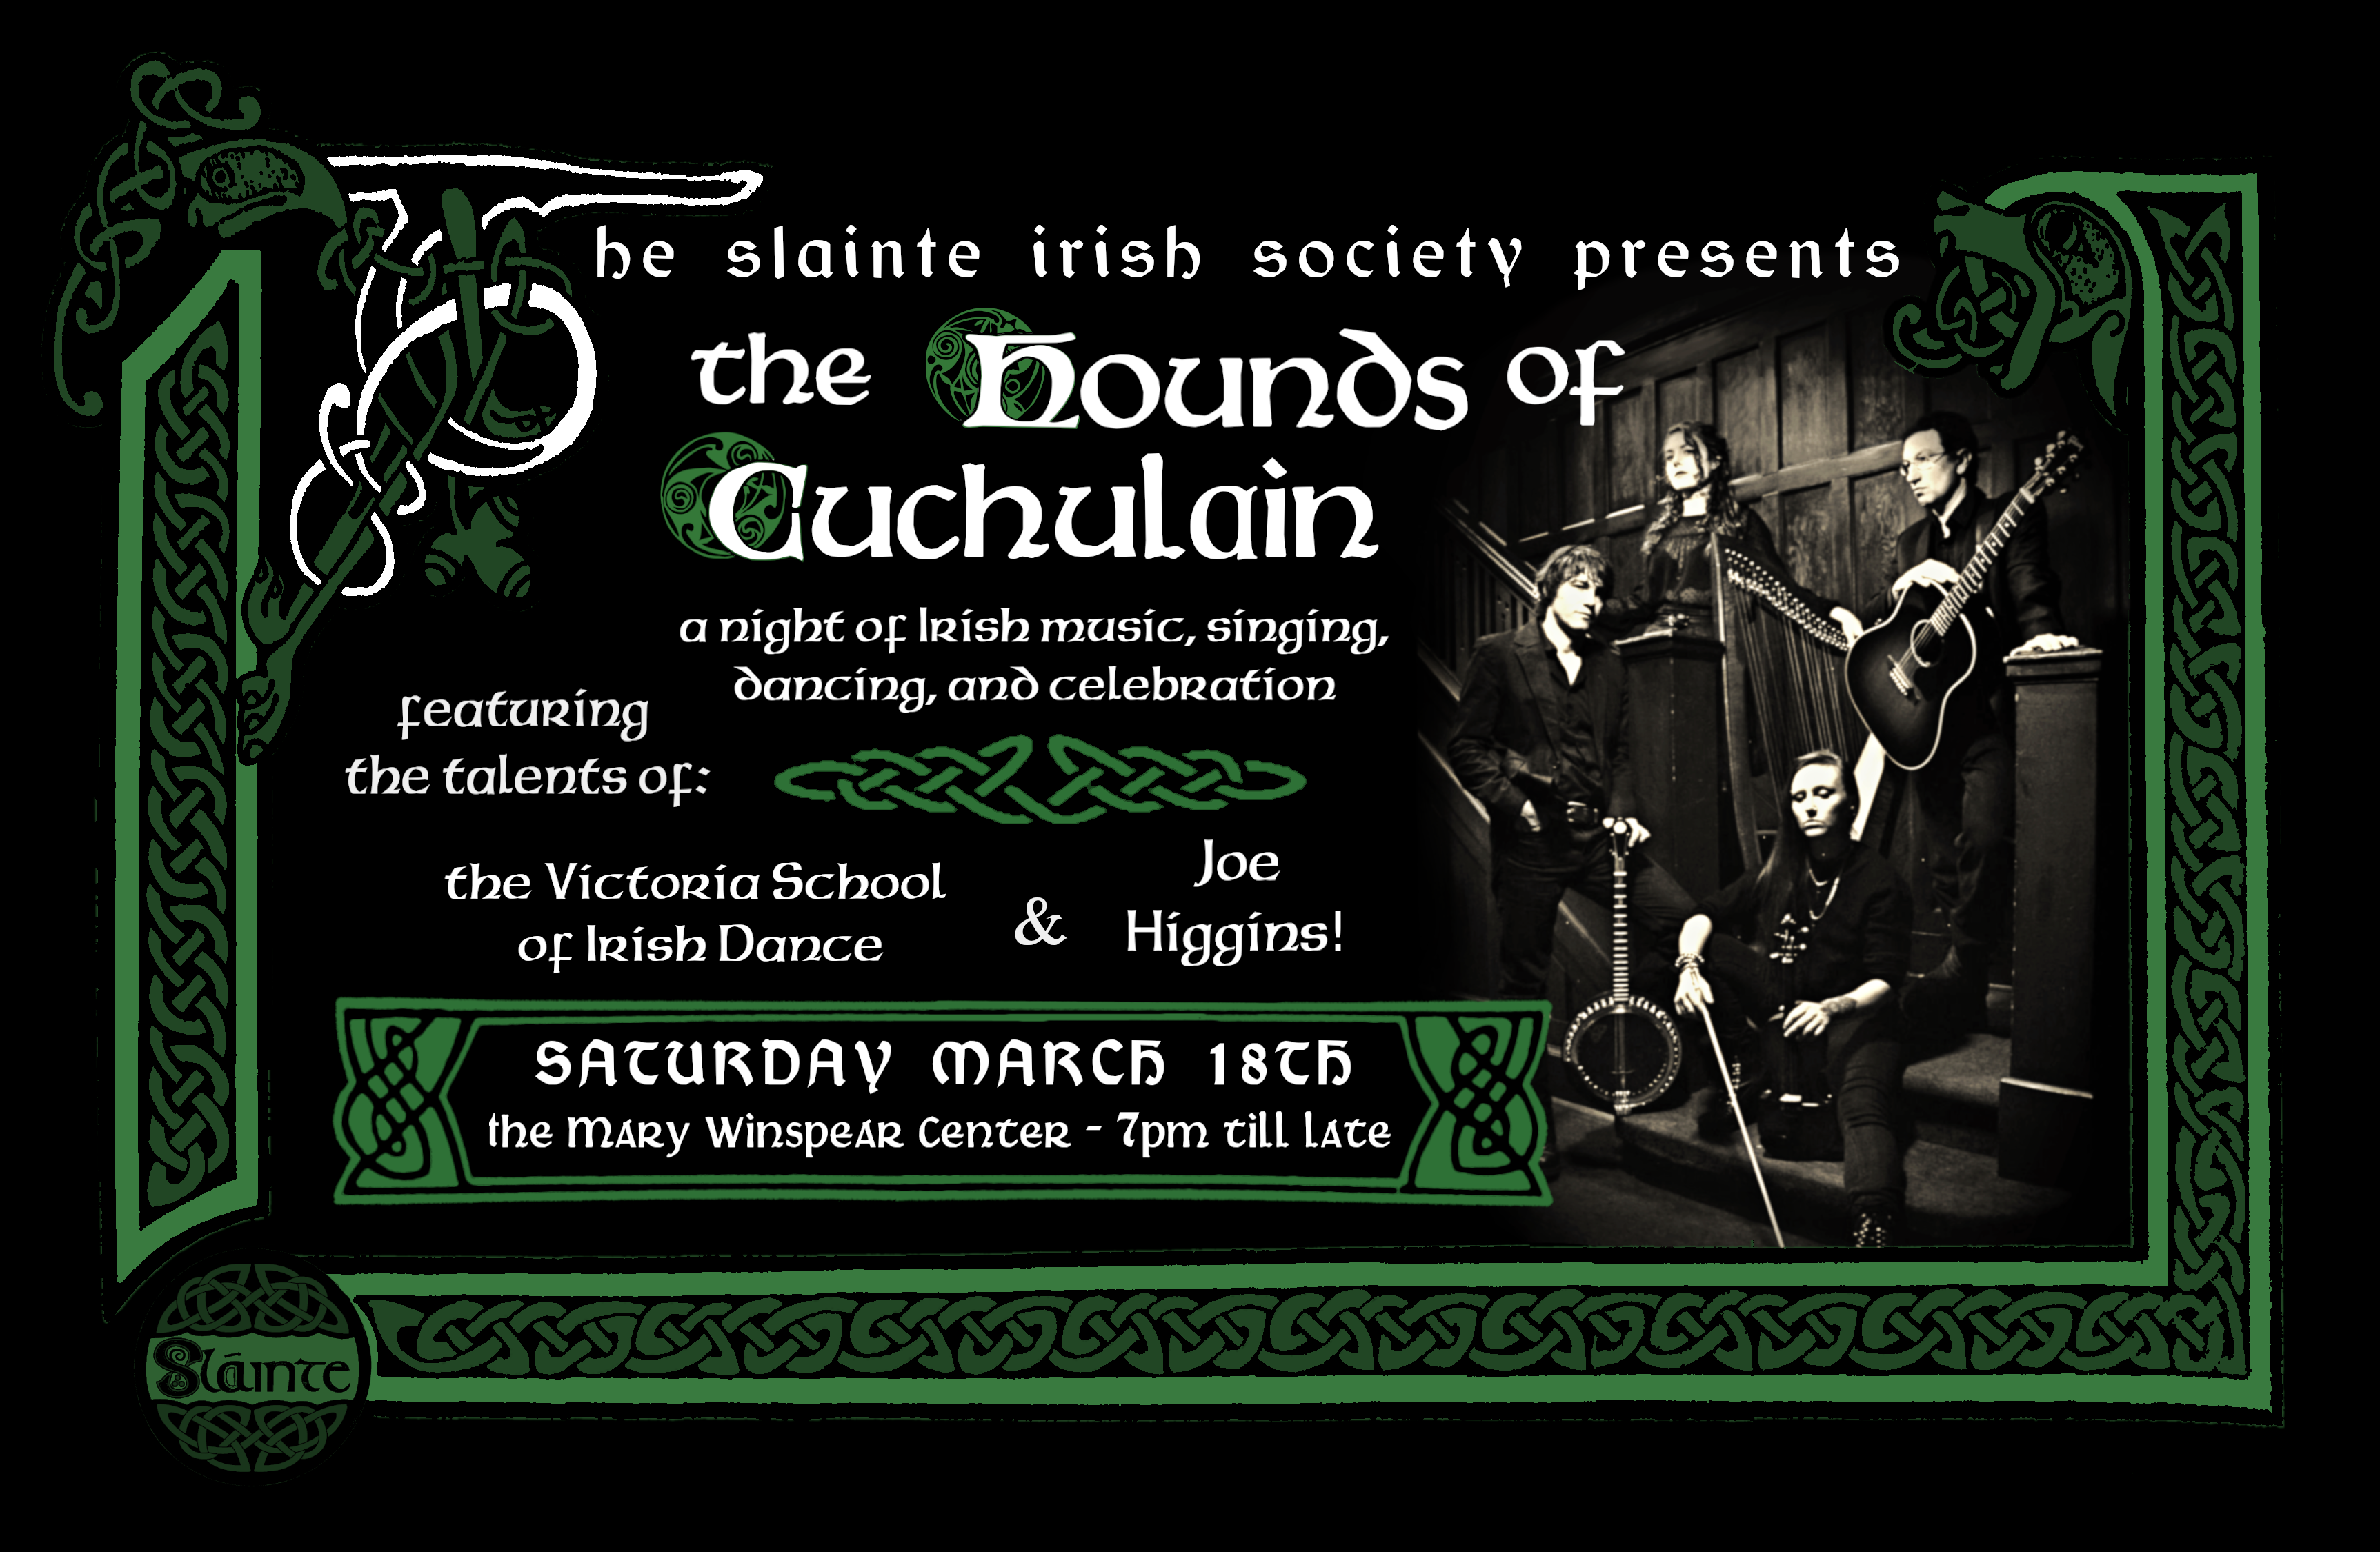 The slainte irish society presents
the Hounds of
Cuchulain
a night of Irish music, singing,
dancing, and celebration
featuring
the talents of:
the Victoria School
of Irish Dance
&
Joe
Higgins!
SATURDAY MARCH 18TH
the Mary Winspear Center - 7pm till late
Sláinte